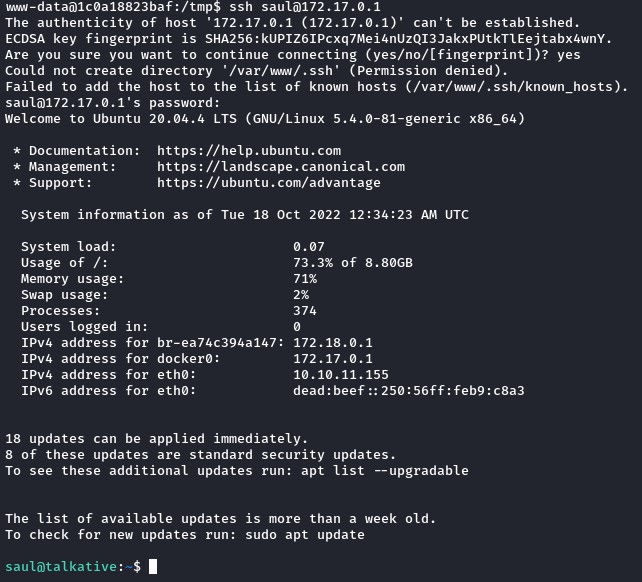 www-data@1c0a18823baf:/tmp$ ssh saul@172.17.0.1
The authenticity of host '172.17.0.1 (172.17.0.1)' can't be established.
ECDSA key fingerprint is SHA256:kUPIZ6IPcxq7Mei4nUzQI3JakxPUtkTlEejtabx4wnY.
Are you sure you want to continue connecting (yes/no/[fingerprint])? yes
Could not create directory '/var/www/.ssh' (Permission denied).
Failed to add the host to the list of known hosts (/var/www/.ssh/known_hosts).
saul@172.17.0.1's password:
Welcome to Ubuntu 20.04.4 LTS (GNU/Linux 5.4.0-81-generic x86_64)
* Documentation:  https://help.ubuntu.com
* Management:     https://landscape.canonical.com
* Support:        https://ubuntu.com/advantage
System information as of Tue 18 Oct 2022 12:34:23 AM UTC
System load:                      0.07
Usage of /:                       73.3% of 8.80GB
Memory usage:                     71%
Swap usage:                       2%
Processes:                        374
Users logged in:                  0
IPv4 address for br-ea74c394a147: 172.18.0.1
IPv4 address for docker0:         172.17.0.1
IPv4 address for eth0:            10.10.11.155
IPv6 address for eth0:            dead:beef::250:56ff:feb9:c8a3
18 updates can be applied immediately.
8 of these updates are standard security updates.
To see these additional updates run: apt list --upgradable
The list of available updates is more than a week old.
To check for new updates run: sudo apt update
saul@talkative:~$